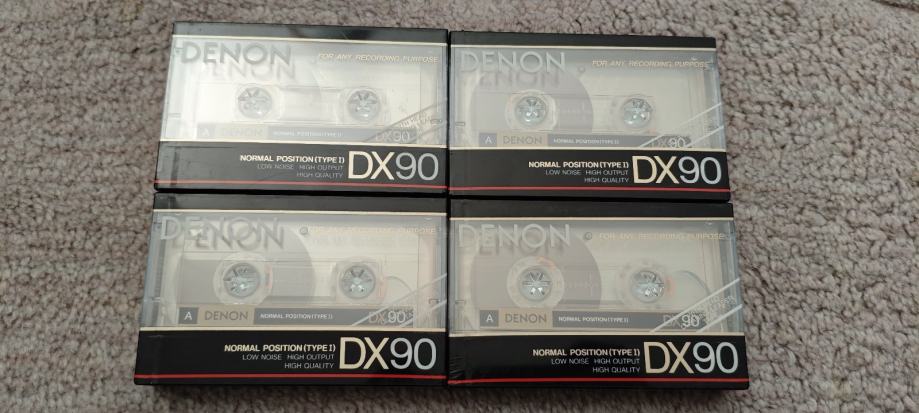 DENON
FOR ANY RECORDING PURPOSE
A DENON NORMAL POSITION (TYPE I) DX90
NORMAL POSITION (TYPE I)
LOW NOISE HIGH OUTPUT
HIGH QUALITY
DX90
DENON
FOR ANY RECORDING PURPOSE
A DENON NORMAL POSITION (TYPE I) DX90
NORMAL POSITION (TYPE I)
LOW NOISE HIGH OUTPUT
HIGH QUALITY
DX90
DENON
FOR ANY RECORDING PURPOSE
A DENON NORMAL POSITION (TYPE I) DX90
NORMAL POSITION (TYPE I)
LOW NOISE HIGH OUTPUT
HIGH QUALITY
DX90
DENON
FOR ANY RECORDING PURPOSE
A DENON NORMAL POSITION (TYPE I) DX90
NORMAL POSITION (TYPE I)
LOW NOISE HIGH OUTPUT
HIGH QUALITY
DX90